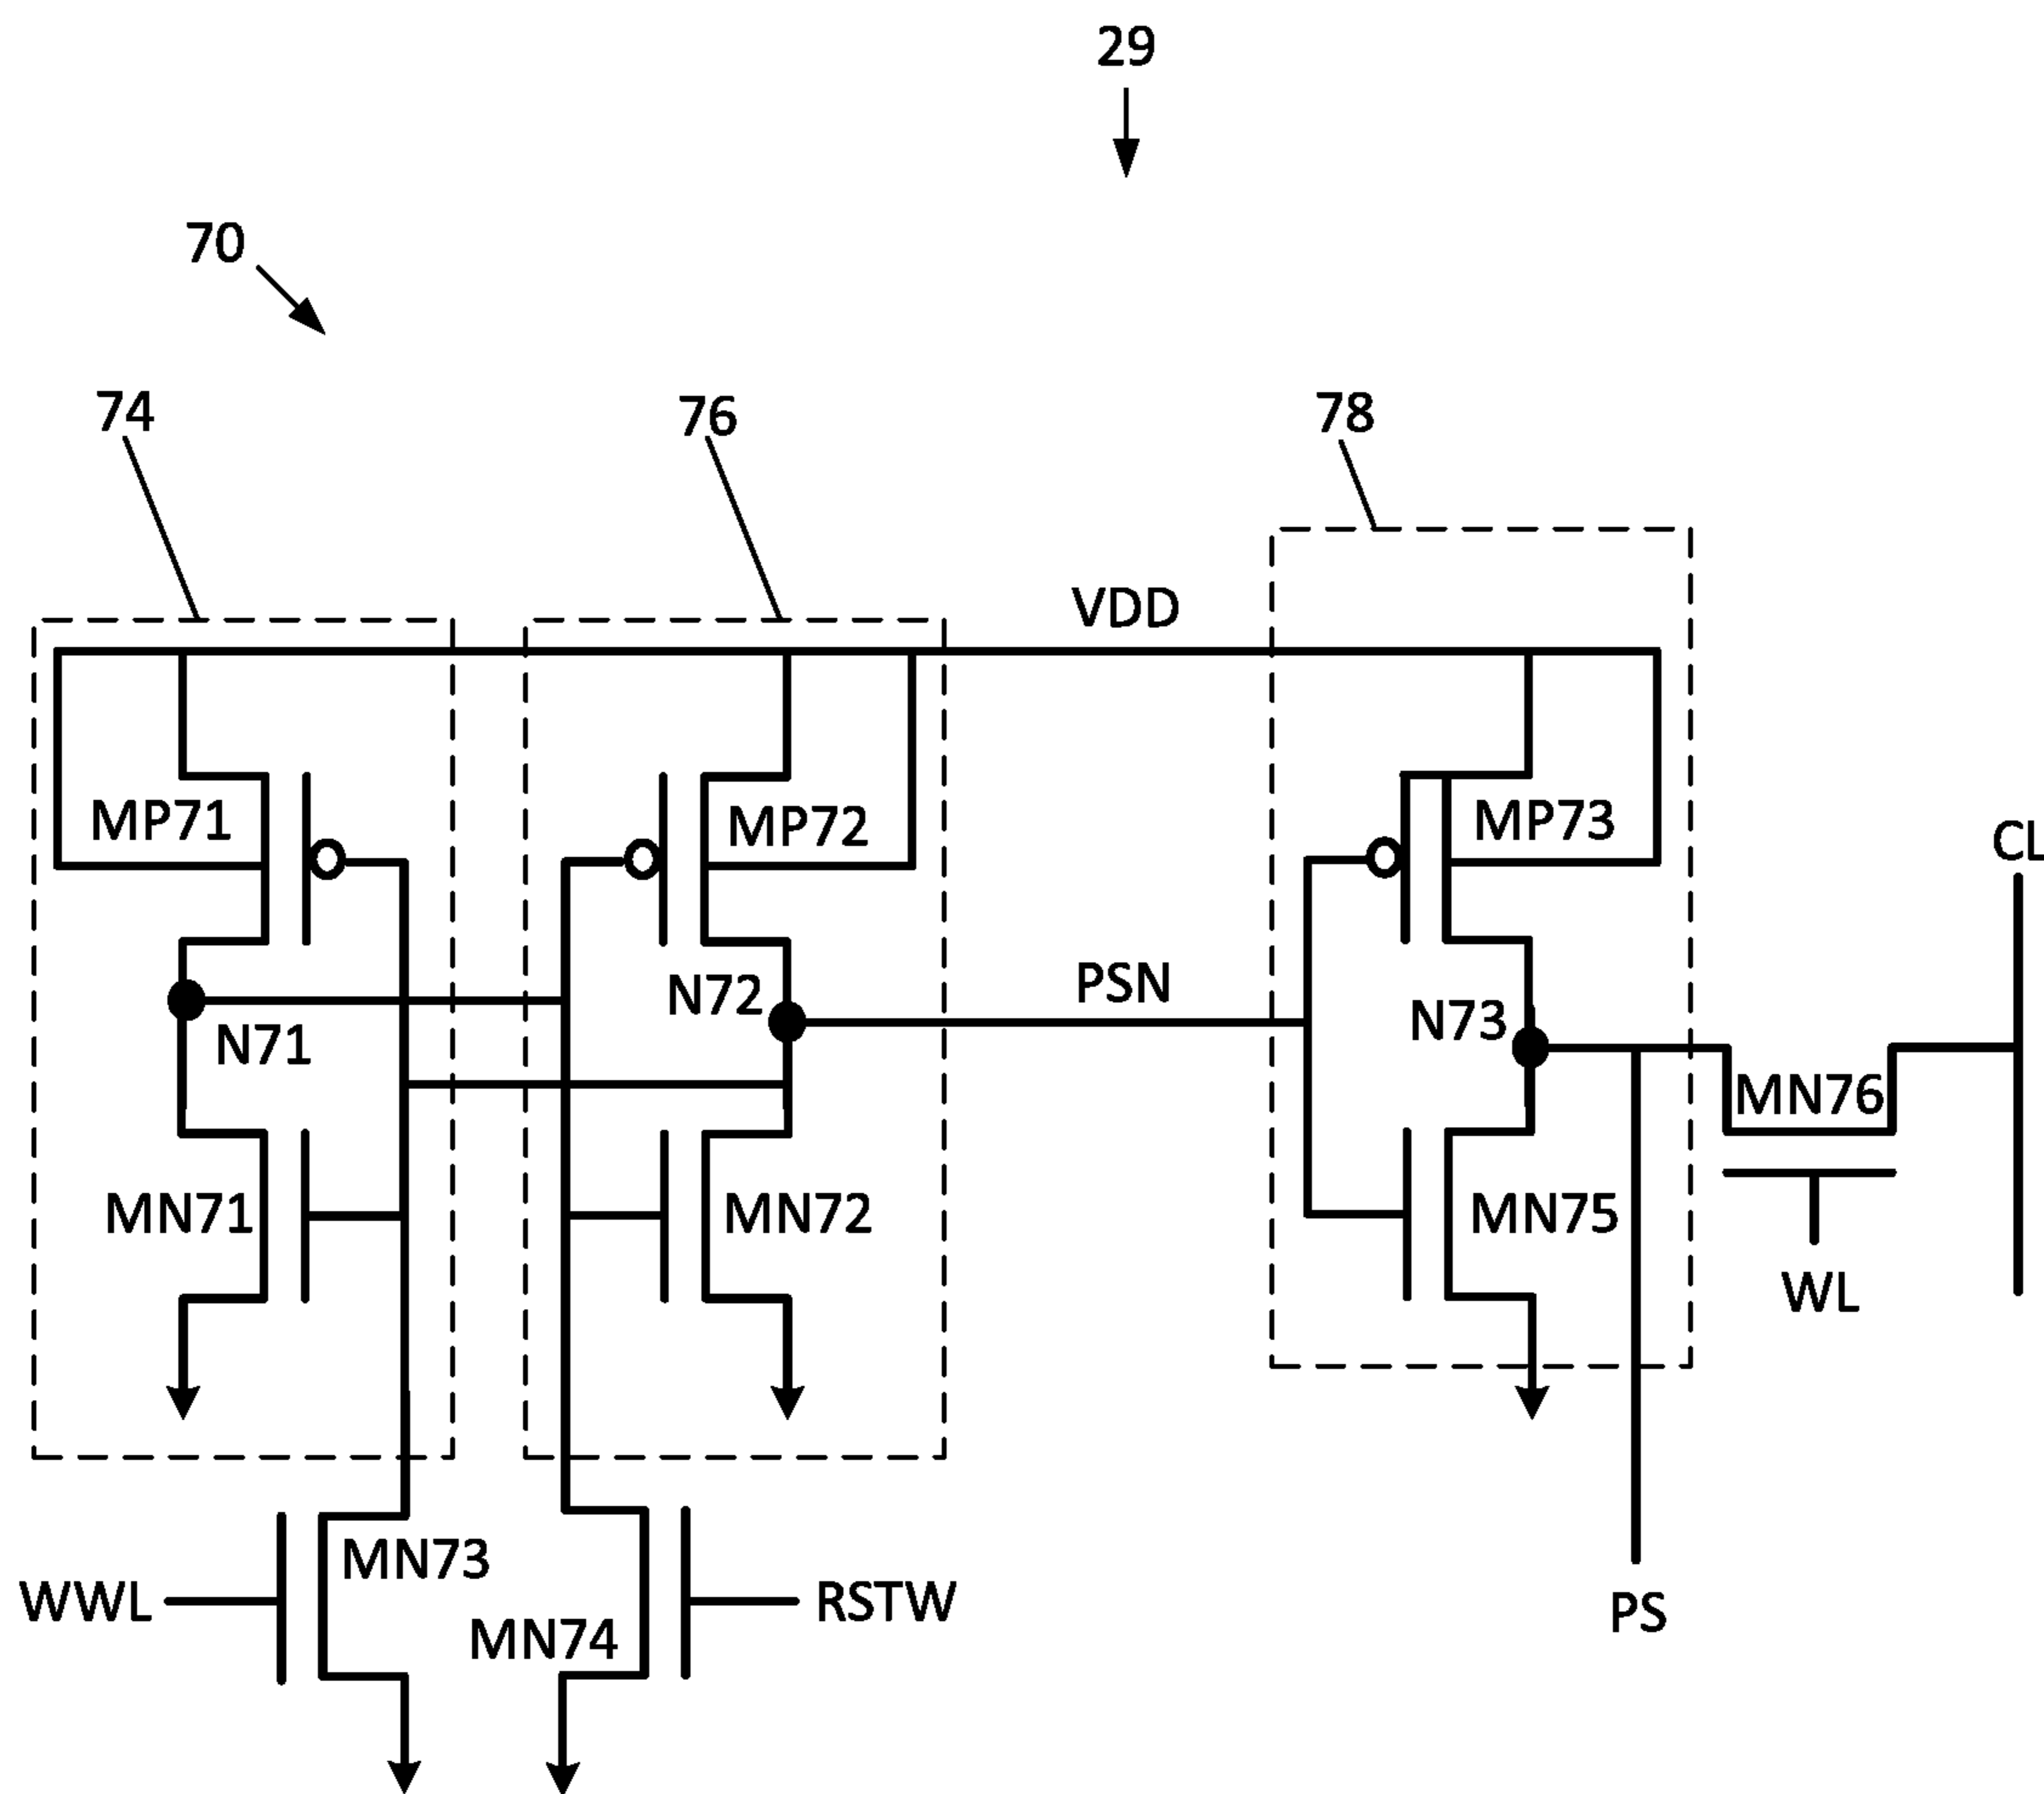 29
70
74
76
78
VDD
MP71
MP72
MP73
CL
N71
N72
PSN
N73
MN76
MN71
MN72
MN75
WL
MN73
WWL
MN74
RSTW
PS